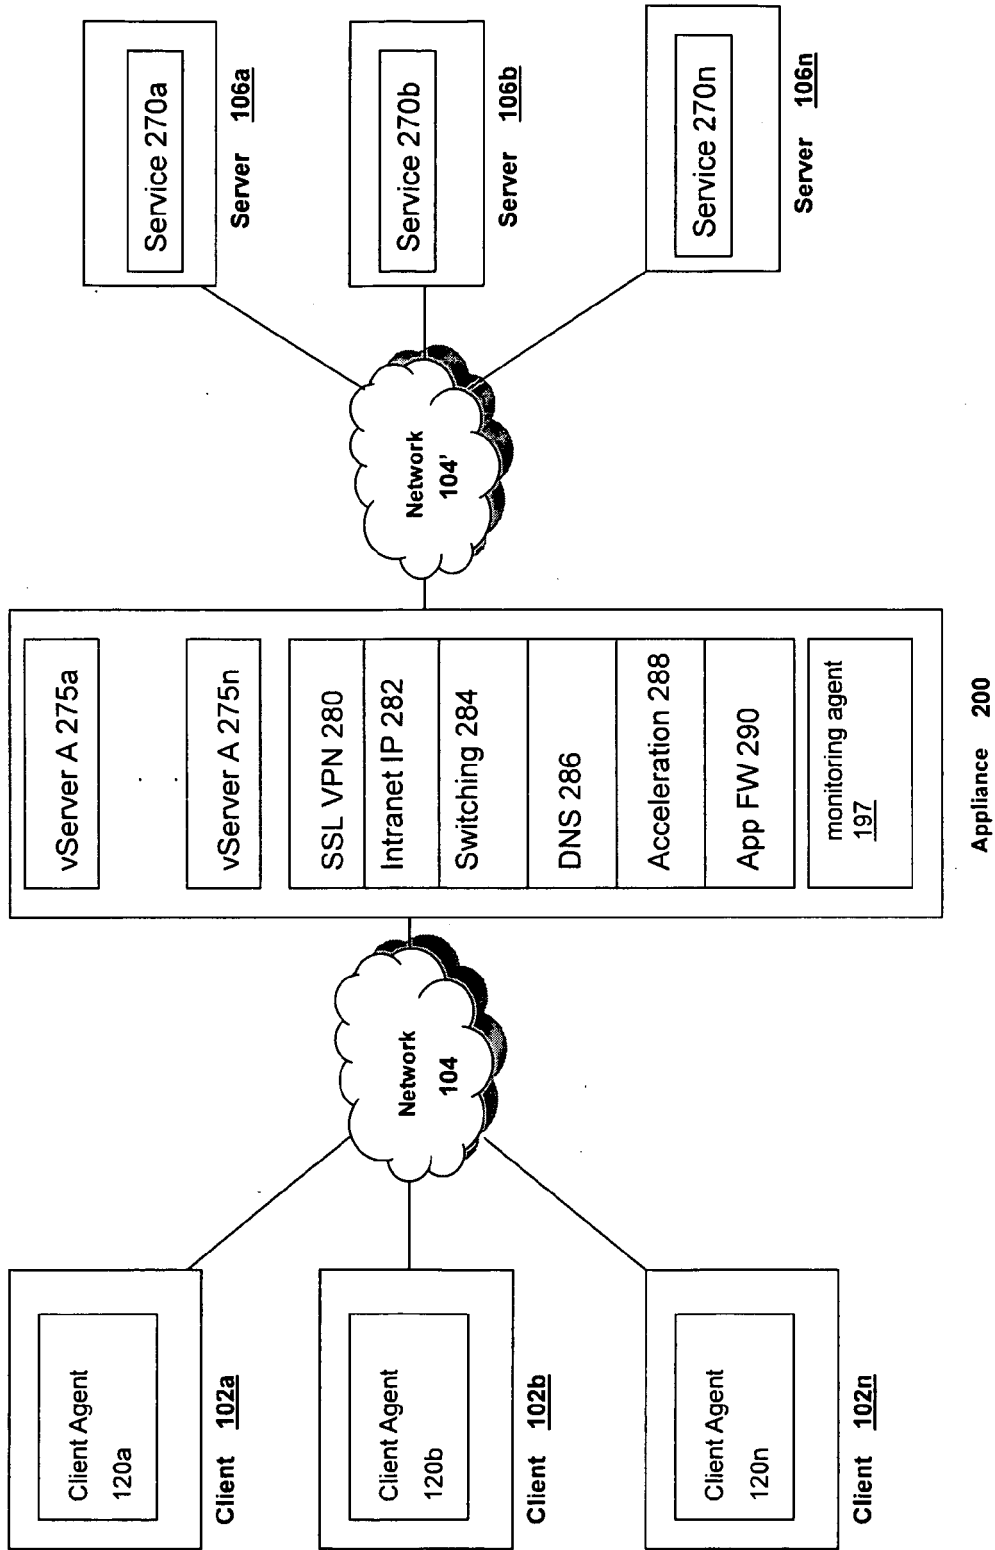 Client Agent
120a
Client 102a
Client Agent
120b
Client 102b
Client Agent
120n
Client 102n
Network
104
vServer A 275a
vServer A 275n
SSL VPN 280
Intranet IP 282
Switching 284
DNS 286
Acceleration 288
App FW 290
monitoring agent
197
Appliance 200
Network
104'
Service 270a
Server 106a
Service 270b
Server 106b
Service 270n
Server 106n